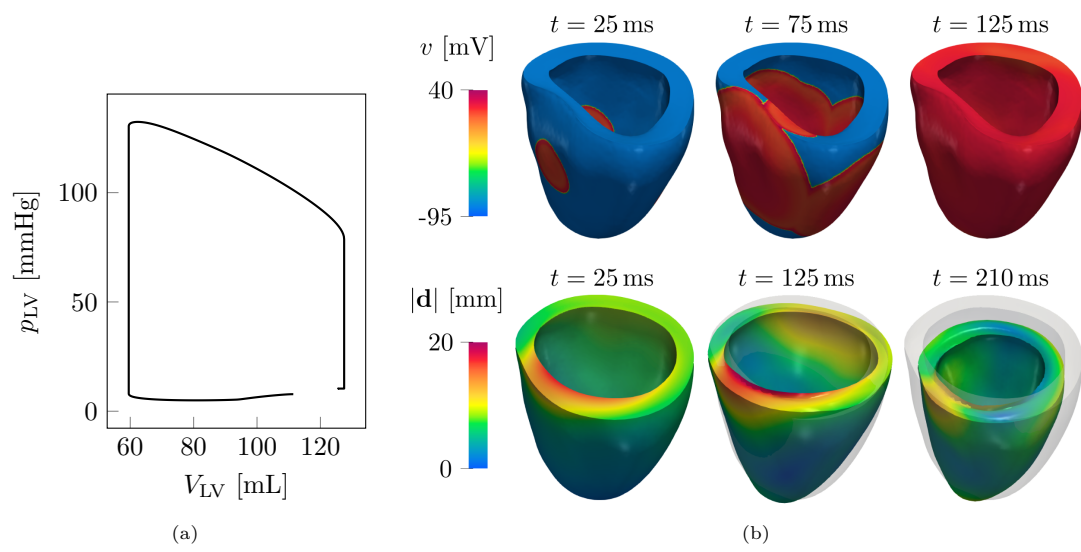 100
50
0
60 80 100 120
p_LV [mmHg]
V_LV [mL]
(a)
v [mV]
40
-95
t = 25 ms t = 75 ms t = 125 ms
|d| [mm]
20
0
t = 25 ms t = 125 ms t = 210 ms
(b)